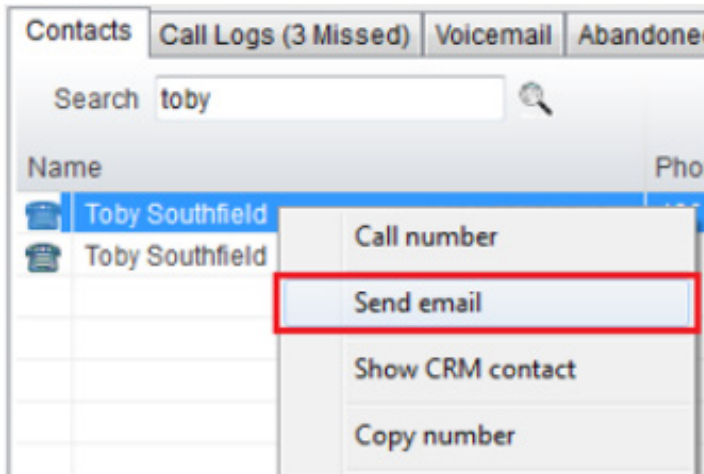 Contacts Call Logs (3 Missed) Voicemail Abandoned
Search toby
Name Pho
Toby Southfield
Toby Southfield
Call number
Send email
Show CRM contact
Copy number